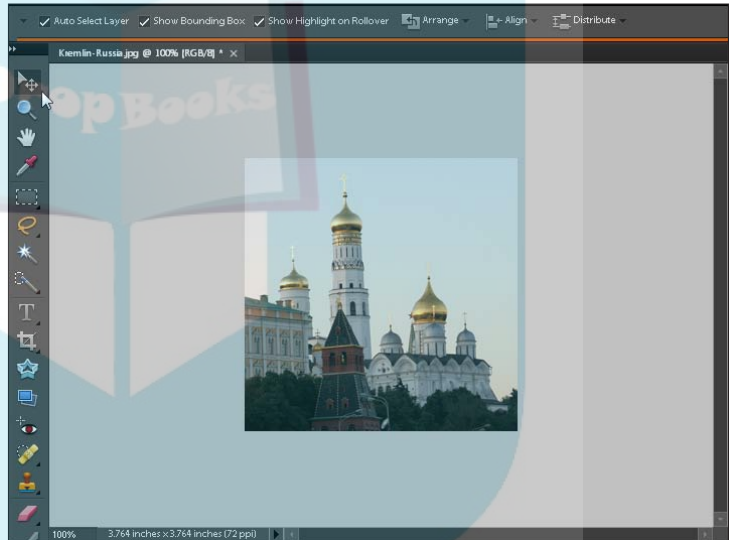 Auto Select Layer Show Bounding Box Show Highlight on Rollover Arrange Align Distribute
Kremlin-Russia.jpg @ 100% (RGB/8) * ×
Drop Books
T
100% 3.764 inches x 3.764 inches (72 ppi)